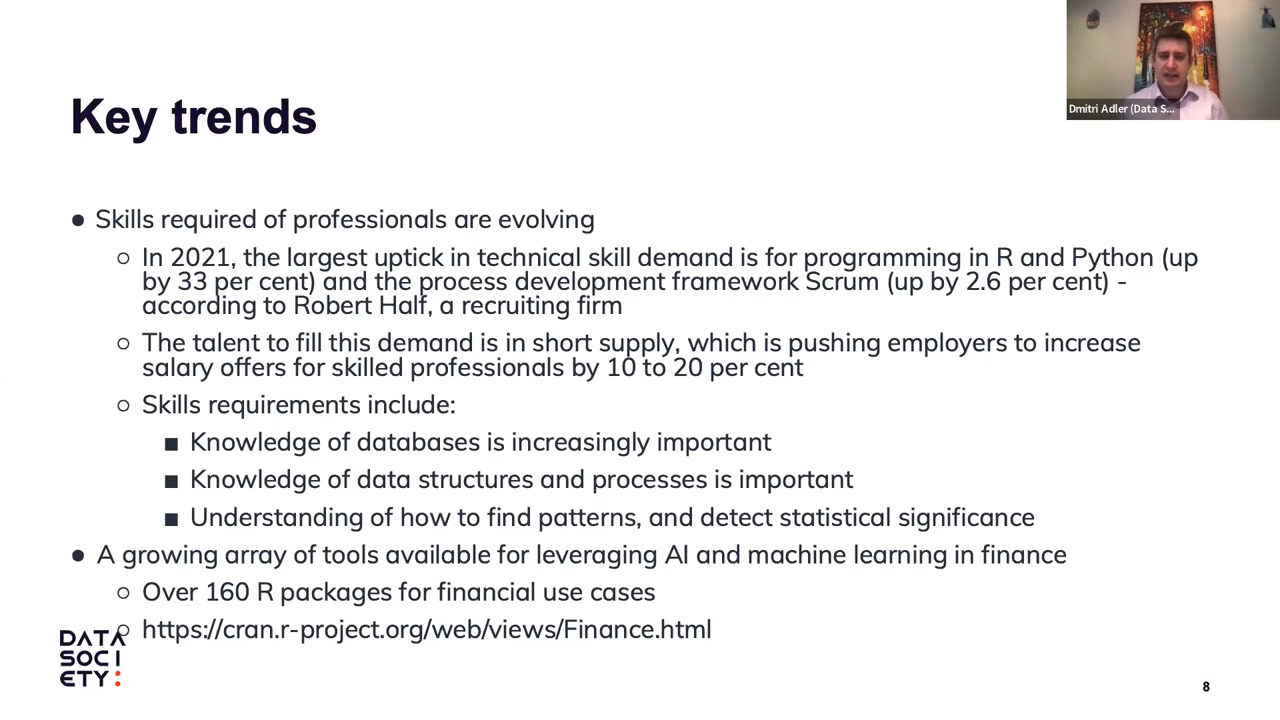 Dmitri Adler (Data S...
Key trends
● Skills required of professionals are evolving
○ In 2021, the largest uptick in technical skill demand is for programming in R and Python (up
by 33 per cent) and the process development framework Scrum (up by 2.6 per cent) -
according to Robert Half, a recruiting firm
○ The talent to fill this demand is in short supply, which is pushing employers to increase
salary offers for skilled professionals by 10 to 20 per cent
○ Skills requirements include:
■ Knowledge of databases is increasingly important
■ Knowledge of data structures and processes is important
■ Understanding of how to find patterns, and detect statistical significance
● A growing array of tools available for leveraging AI and machine learning in finance
○ Over 160 R packages for financial use cases
○ https://cran.r-project.org/web/views/Finance.html
DATA
SOCI
ETY:
8